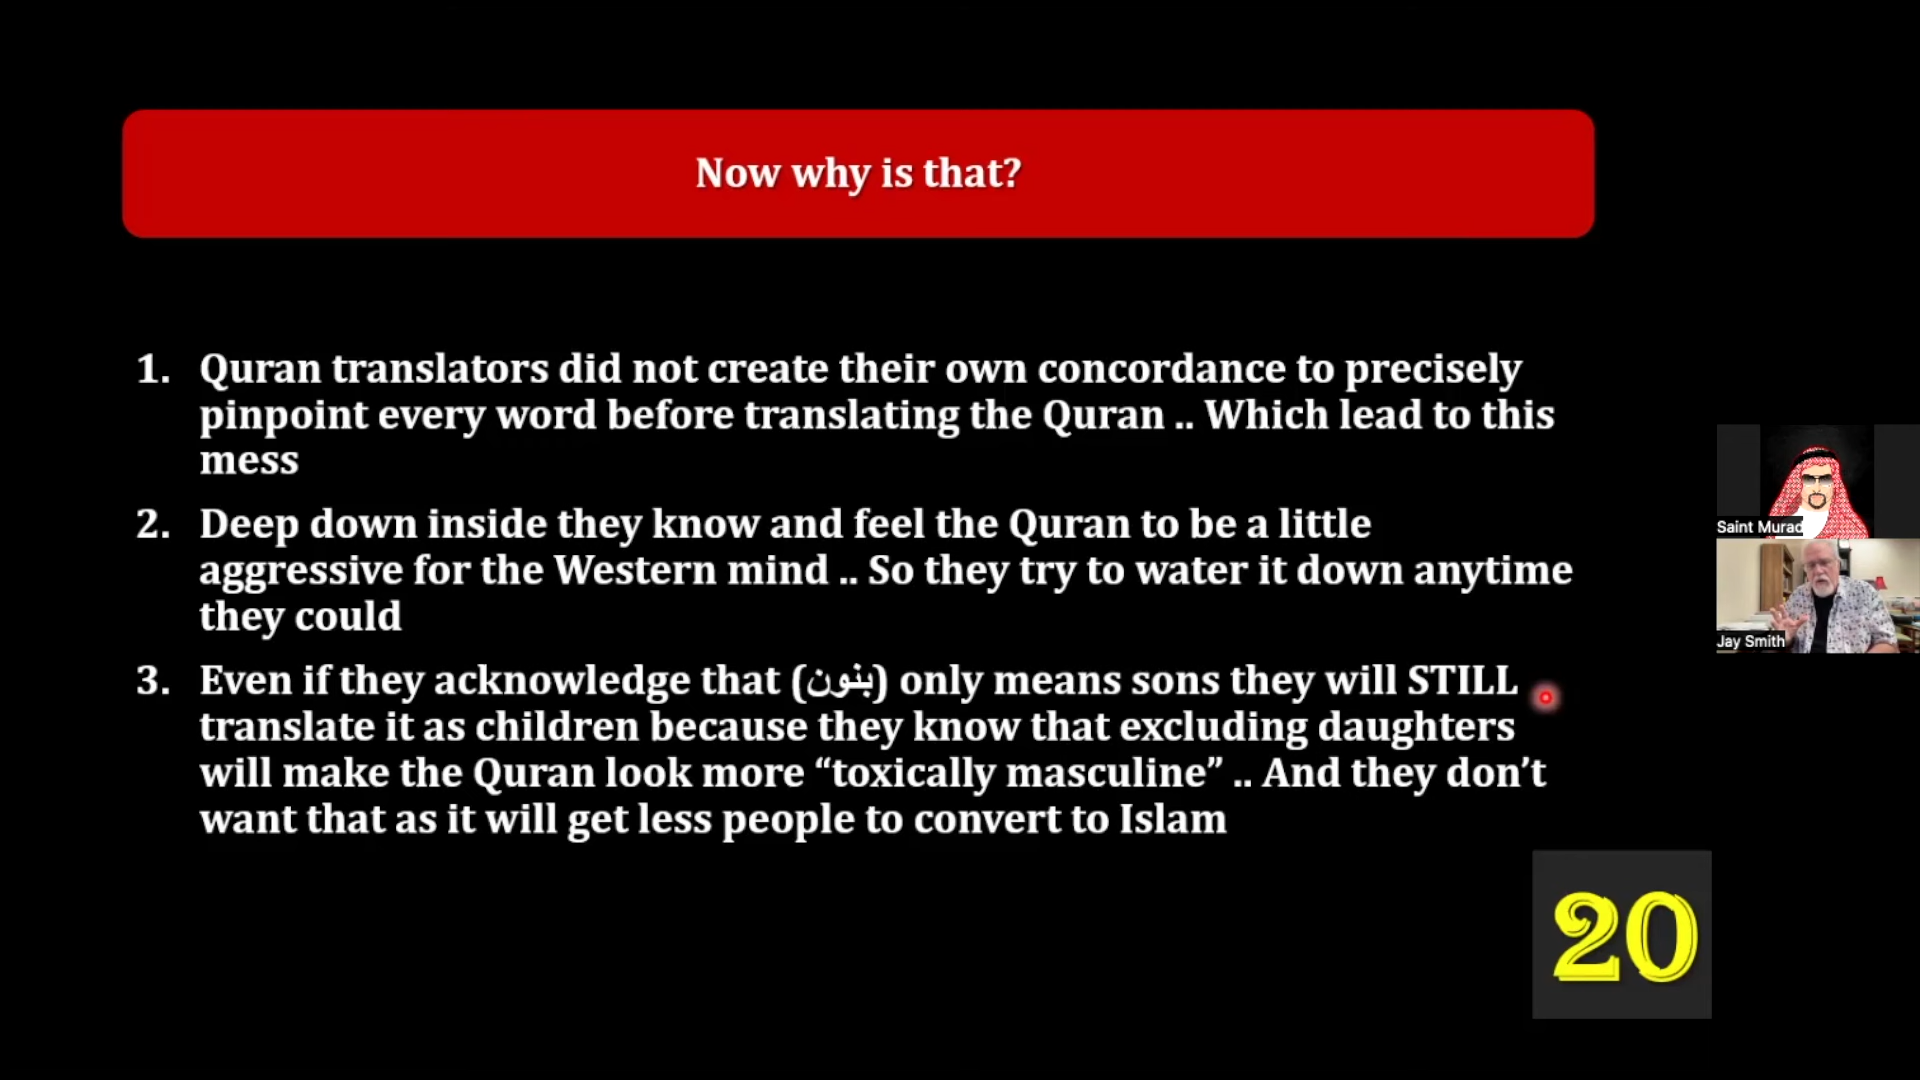 Now why is that?
1. Quran translators did not create their own concordance to precisely
pinpoint every word before translating the Quran .. Which lead to this
mess
2. Deep down inside they know and feel the Quran to be a little
aggressive for the Western mind .. So they try to water it down anytime
they could
3. Even if they acknowledge that (بنون) only means sons they will STILL
translate it as children because they know that excluding daughters
will make the Quran look more “toxically masculine” .. And they don’t
want that as it will get less people to convert to Islam
Saint Murad
Jay Smith
20